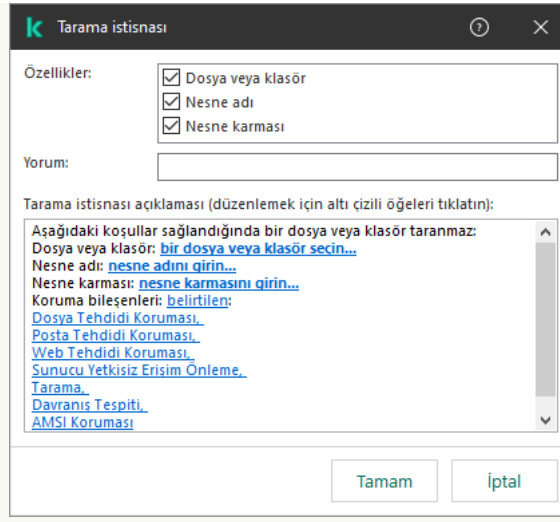 Tarama istisnası
Özellikler:
Dosya veya klasör
Nesne adı
Nesne karması
Yorum:
Tarama istisnası açıklaması (düzenlemek için altı çizili öğeleri tıklatın):
Aşağıdaki koşullar sağlandığında bir dosya veya klasör taranmaz:
Dosya veya klasör: bir dosya veya klasör seçin...
Nesne adı: nesne adını girin...
Nesne karması: nesne karmasını girin...
Koruma bileşenleri: belirtilen:
Dosya Tehdidi Koruması,
Posta Tehdidi Koruması,
Web Tehdidi Koruması,
Sunucu Yetkisiz Erişim Önleme,
Tarama,
Davranış Tespiti,
AMSI Koruması
Tamam
İptal